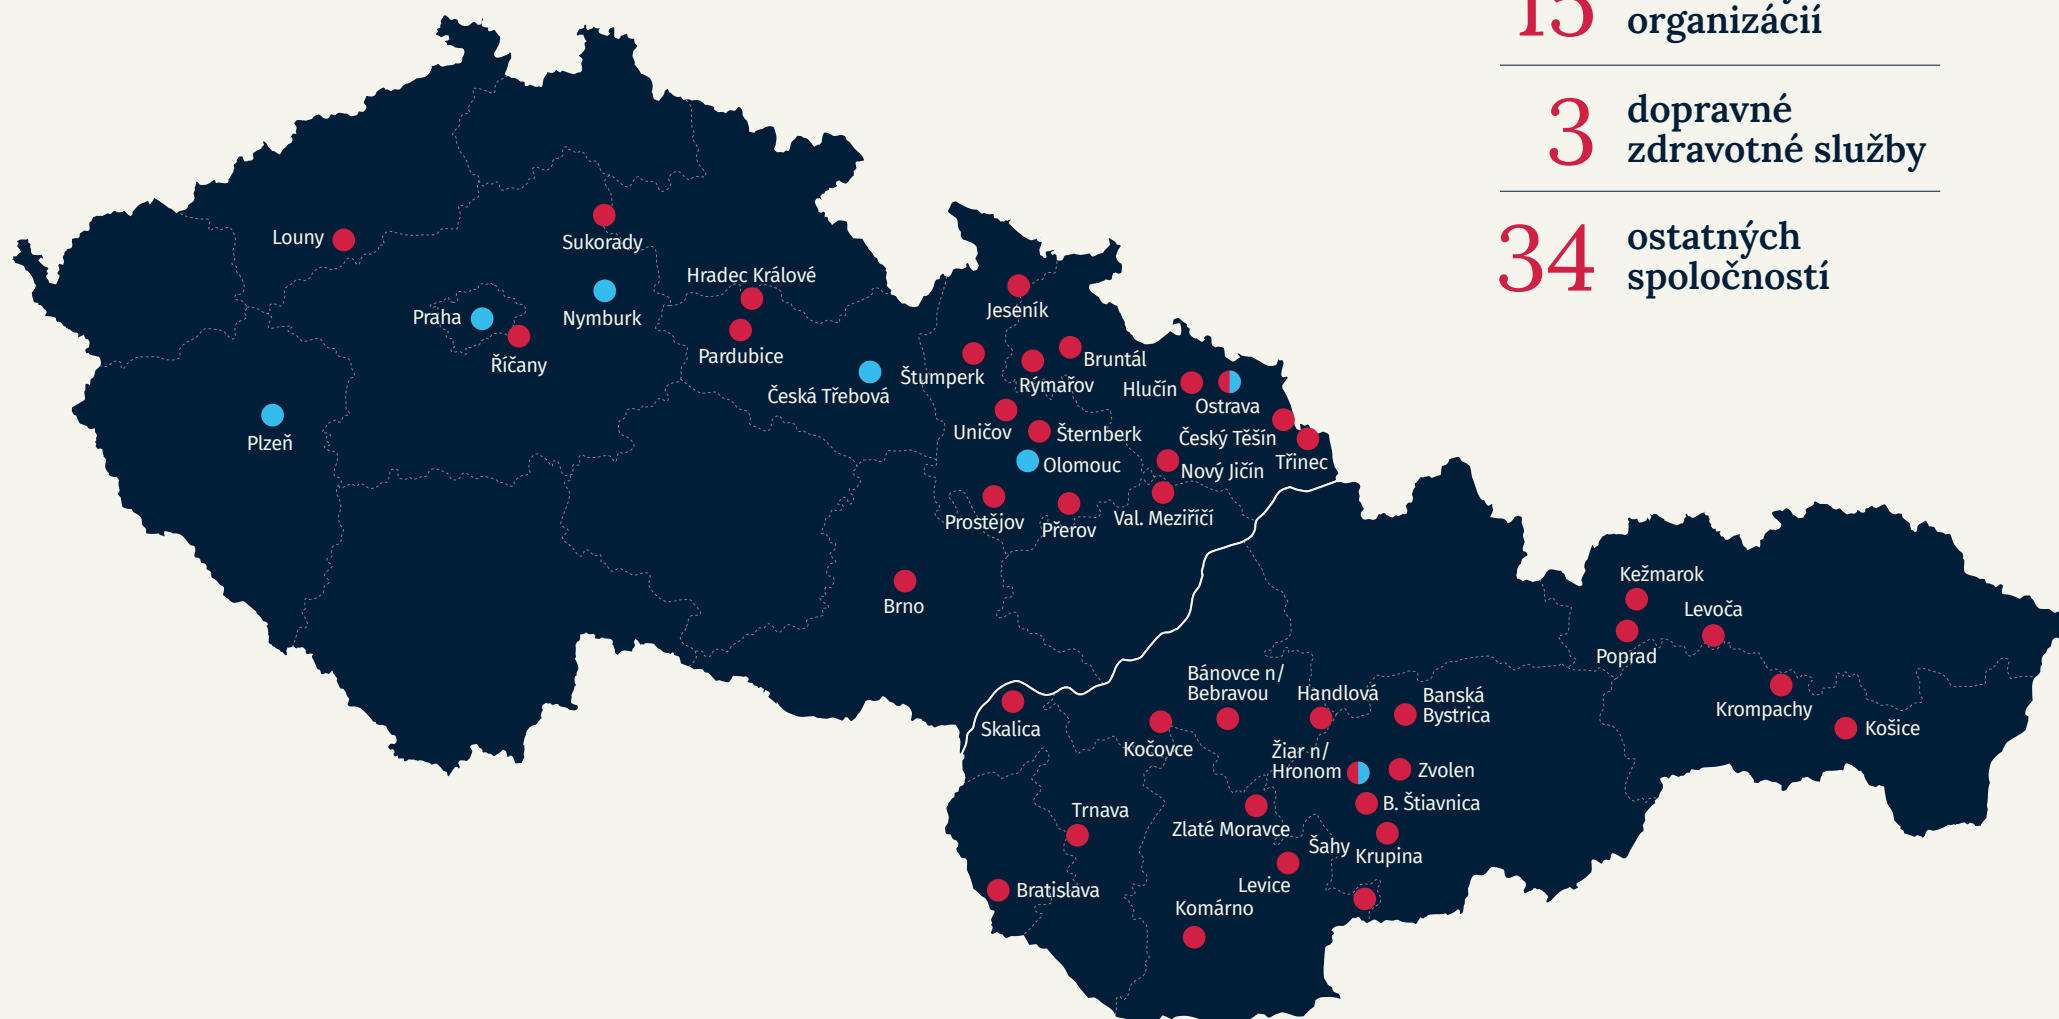 15
organizácií
3
dopravné
zdravotné služby
34
ostatných
spoločností
Louny
Sukorady
Hradec Králové
Praha
Nymburk
Říčany
Pardubice
Česká Třebová
Plzeň
Jeseník
Štumperk
Rýmařov
Bruntál
Hlučín
Ostrava
Uničov
Šternberk
Český Těšín
Olomouc
Nový Jičín
Třinec
Prostějov
Přerov
Val. Meziříčí
Brno
Kežmarok
Levoča
Poprad
Krompachy
Košice
Skalica
Kočovce
Bánovce n/
Bebravou
Handlová
Banská
Bystrica
Žiar n/
Hronom
Zvolen
B. Štiavnica
Trnava
Zlaté Moravce
Šahy
Krupina
Levice
Bratislava
Komárno